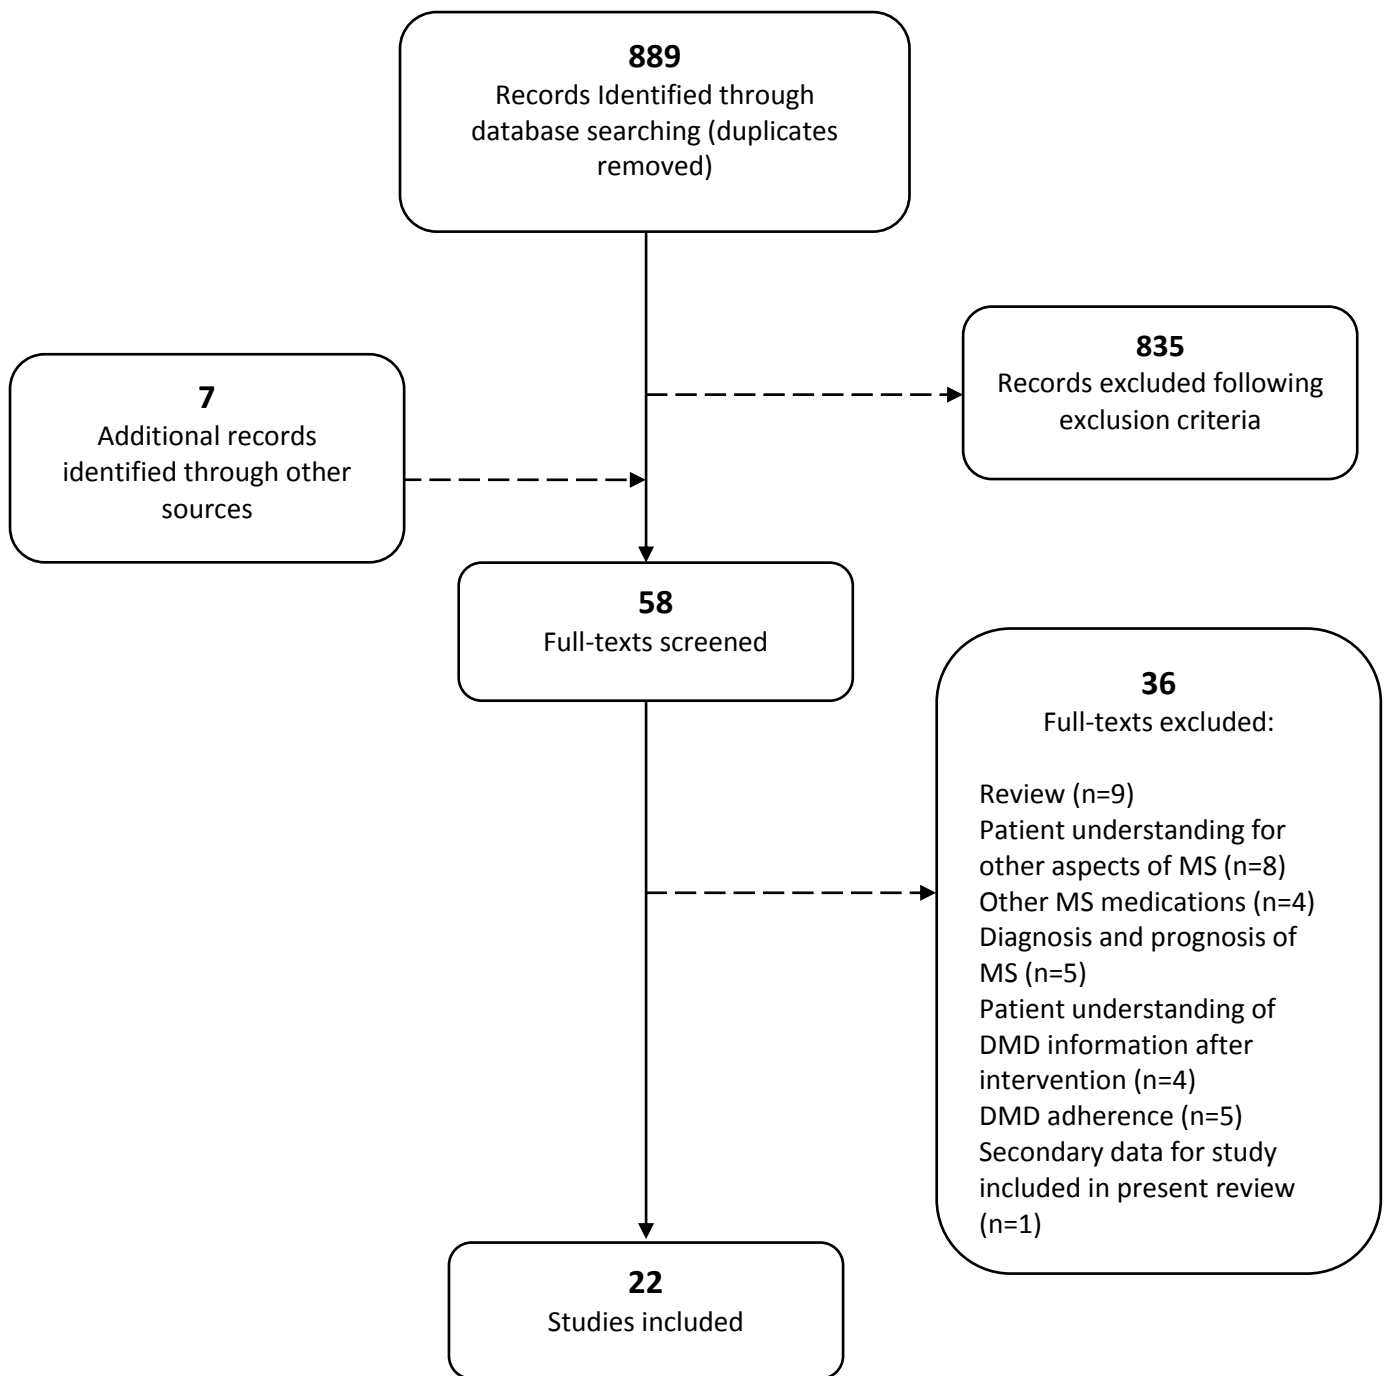 889
Records Identified through
database searching (duplicates
removed)
835
Records excluded following
exclusion criteria
7
Additional records
identified through other
sources
58
Full-texts screened
36
Full-texts excluded:
Review (n=9)
Patient understanding for
other aspects of MS (n=8)
Other MS medications (n=4)
Diagnosis and prognosis of
MS (n=5)
Patient understanding of
DMD information after
intervention (n=4)
DMD adherence (n=5)
Secondary data for study
included in present review
(n=1)
22
Studies included